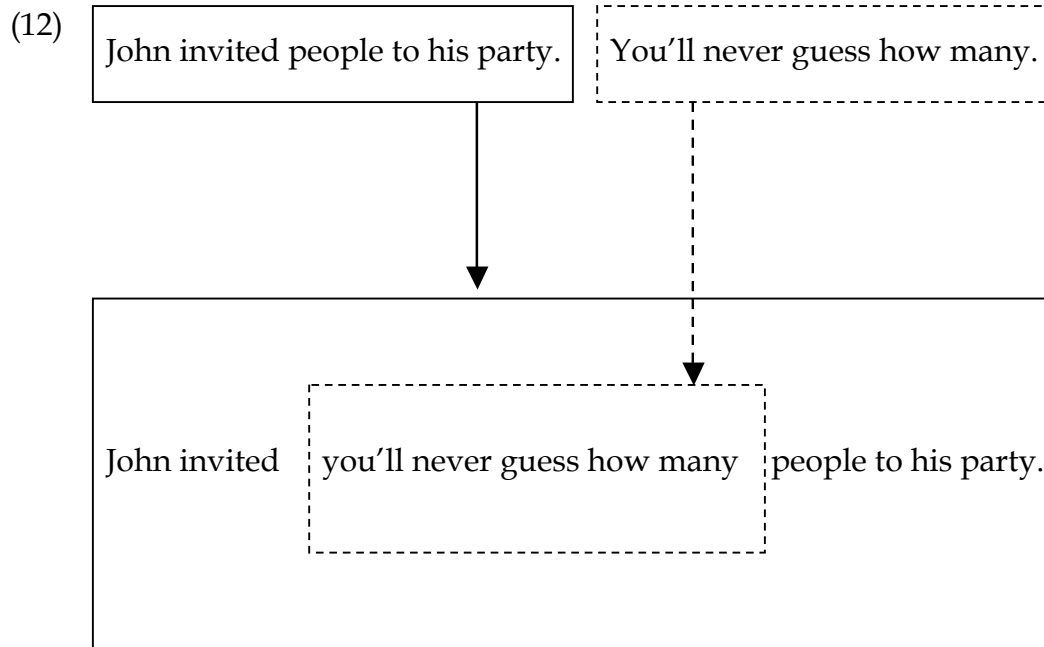 (12) John invited people to his party. You’ll never guess how many.
John invited you’ll never guess how many people to his party.